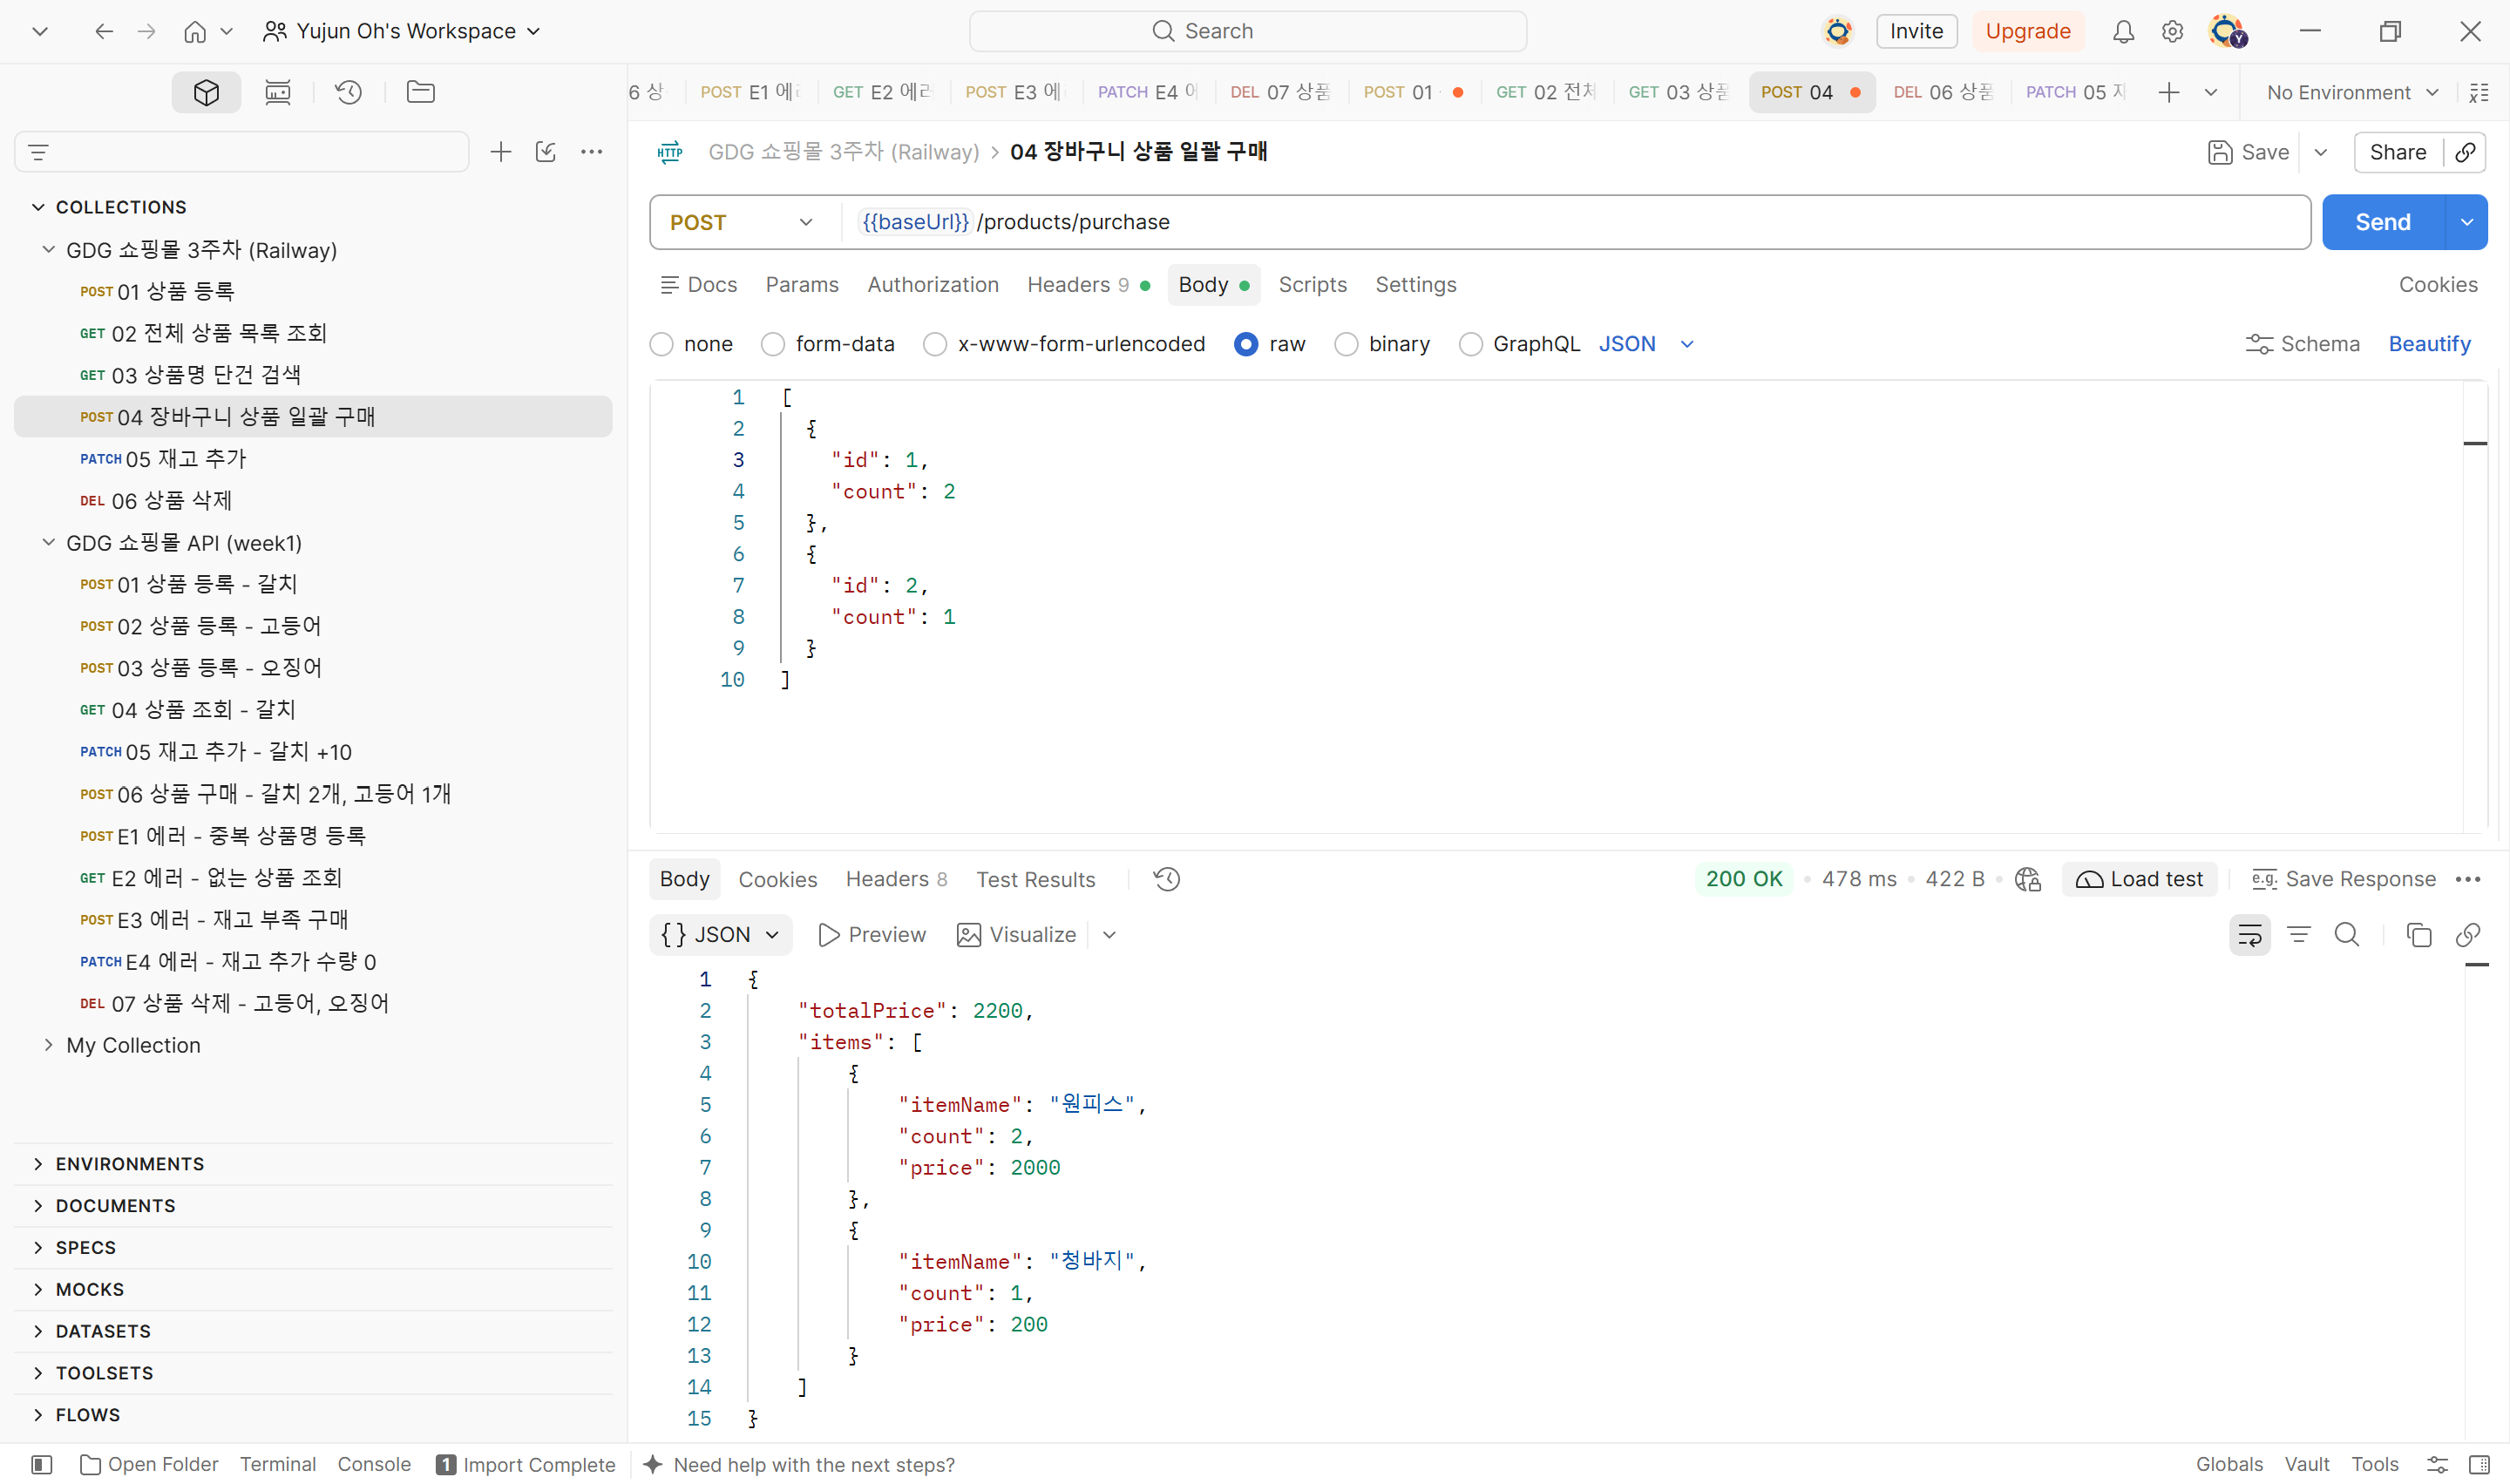 Yujun Oh's Workspace
Search
Invite
Upgrade
6 상
POST E1 에러
GET E2 에러
POST E3 에
PATCH E4 에
DEL 07 상품
POST 01
GET 02 전체
GET 03 상품
POST 04
DEL 06 상품
PATCH 05 재
No Environment
HTTP
GDG 쇼핑몰 3주차 (Railway) > 04 장바구니 상품 일괄 구매
Save
Share
COLLECTIONS
GDG 쇼핑몰 3주차 (Railway)
POST 01 상품 등록
GET 02 전체 상품 목록 조회
GET 03 상품명 단건 검색
POST 04 장바구니 상품 일괄 구매
PATCH 05 재고 추가
DEL 06 상품 삭제
GDG 쇼핑몰 API (week1)
POST 01 상품 등록 - 갈치
POST 02 상품 등록 - 고등어
POST 03 상품 등록 - 오징어
GET 04 상품 조회 - 갈치
PATCH 05 재고 추가 - 갈치 +10
POST 06 상품 구매 - 갈치 2개, 고등어 1개
POST E1 에러 - 중복 상품명 등록
GET E2 에러 - 없는 상품 조회
POST E3 에러 - 재고 부족 구매
PATCH E4 에러 - 재고 추가 수량 0
DEL 07 상품 삭제 - 고등어, 오징어
My Collection
ENVIRONMENTS
DOCUMENTS
SPECS
MOCKS
DATASETS
TOOLSETS
FLOWS
POST
{{baseUrl}} /products/purchase
Send
Docs
Params
Authorization
Headers 9
Body
Scripts
Settings
Cookies
none
form-data
x-www-form-urlencoded
raw
binary
GraphQL
JSON
Schema
Beautify
1 [
2 {
3 "id": 1,
4 "count": 2
5 },
6 {
7 "id": 2,
8 "count": 1
9 }
10 ]
Body
Cookies
Headers 8
Test Results
200 OK
478 ms
422 B
Load test
e.g. Save Response
{ } JSON
Preview
Visualize
1 {
2 "totalPrice": 2200,
3 "items": [
4 {
5 "itemName": "원피스",
6 "count": 2,
7 "price": 2000
8 },
9 {
10 "itemName": "청바지",
11 "count": 1,
12 "price": 200
13 }
14 ]
15 }
Open Folder
Terminal
Console
1 Import Complete
Need help with the next steps?
Globals
Vault
Tools